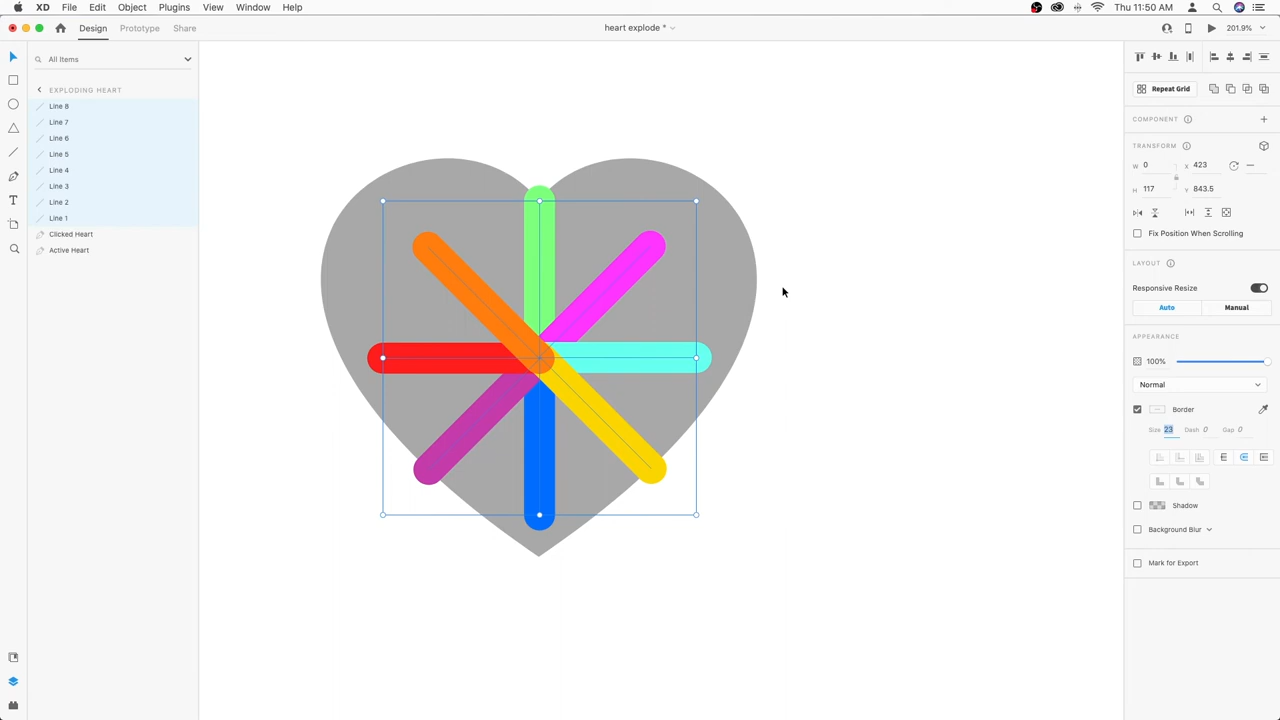 XD File Edit Object Plugins View Window Help Thu 11:50 AM
Design Prototype Share heart explode * 201.9%
All Items
EXPLODING HEART
Line 8
Line 7
Line 6
Line 5
Line 4
Line 3
Line 2
Line 1
Clicked Heart
Active Heart
Repeat Grid
COMPONENT
TRANSFORM
W 0 X 423
H 117 Y 843.5
Fix Position When Scrolling
LAYOUT
Responsive Resize
Auto Manual
APPEARANCE
100%
Normal
Border
Size 23 Dash 0 Gap 0
Shadow
Background Blur
Mark for Export